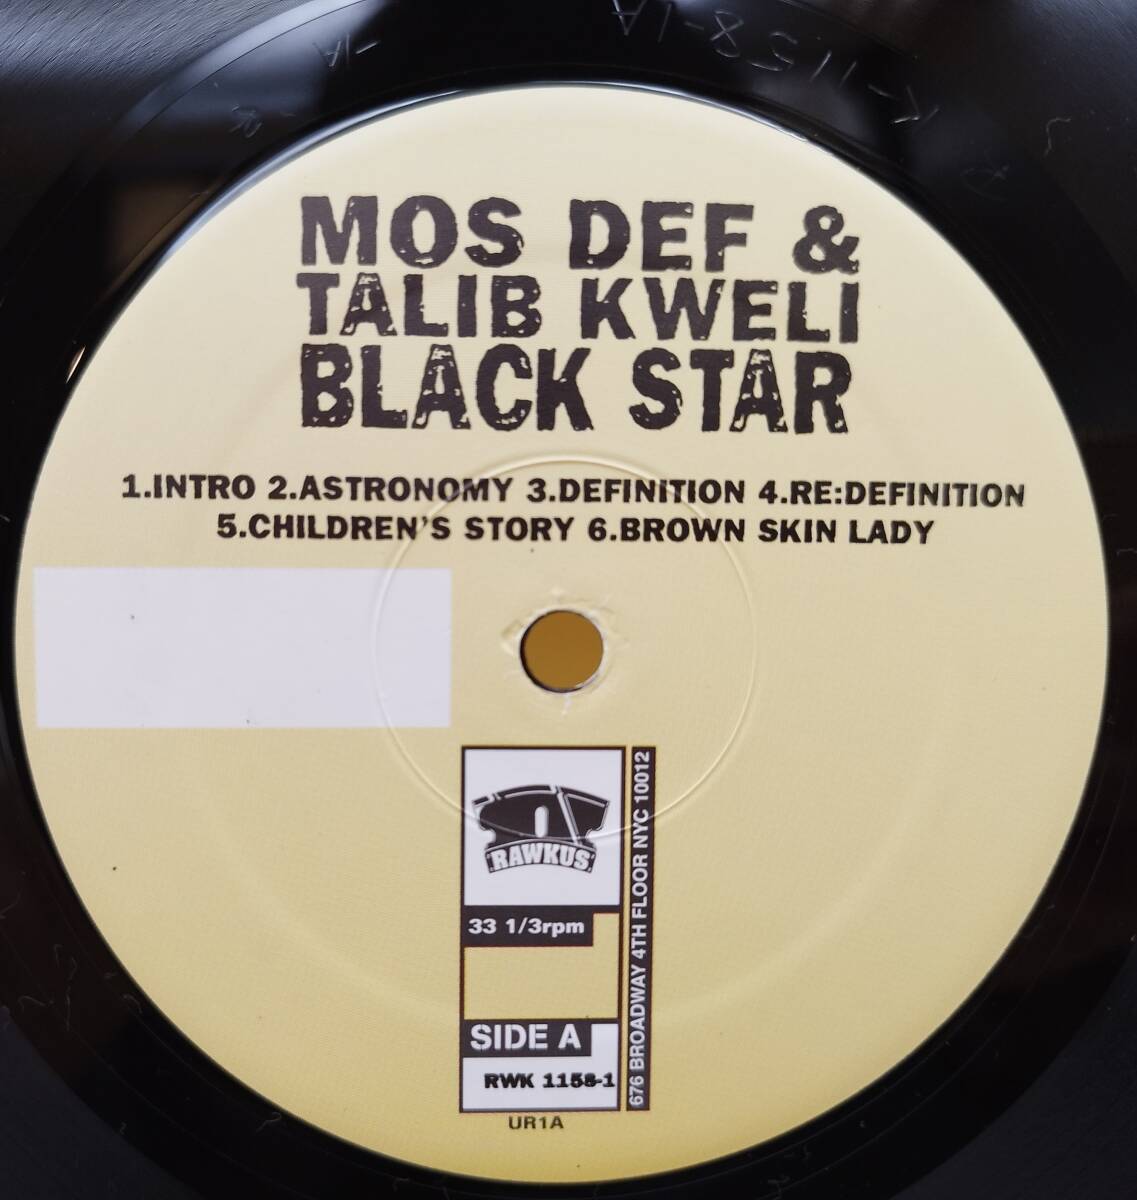 MOS DEF &
TALIB KWELI
BLACK STAR
1.INTRO 2.ASTRONOMY 3.DEFINITION 4.RE:DEFINITION
5.CHILDREN'S STORY 6.BROWN SKIN LADY
RAWKUS
33 1/3rpm
SIDE A
RWK 1158-1
UR1A
676 BROADWAY 4TH FLOOR NYC 10012